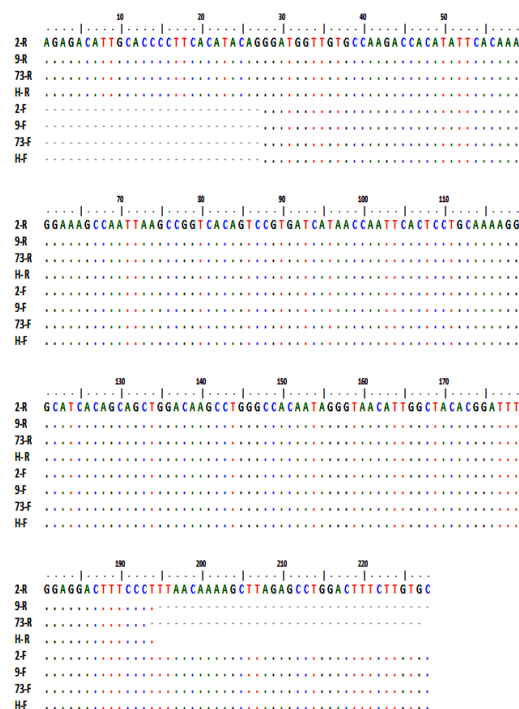 10 20 30 40 50
2-R AGAGACATTGCACCCCTTCACATACAGGGATGGTTGTGCCAAGACCACATATTCACAAA
9-R
73-R
H-R
2-F
9-F
73-F
H-F
70 80 90 100 110
2-R GGAAAGCCAATTAAGCCGGTCACAGTCCGTGATCATAACCAATTCACTCCTGCAAAAGG
9-R
73-R
H-R
2-F
9-F
73-F
H-F
130 140 150 160 170
2-R GCATCACAGCAGCTGGACAAGCCTGGGCCACAATAGGGTAACATTGGCTACACGGATTT
9-R
73-R
H-R
2-F
9-F
73-F
H-F
190 200 210 220
2-R GGAGGACTTTCCCTTTAACAAAAGCTTAGAGCCTGGACTTTCTTGTGC
9-R
73-R
H-R
2-F
9-F
73-F
H-F